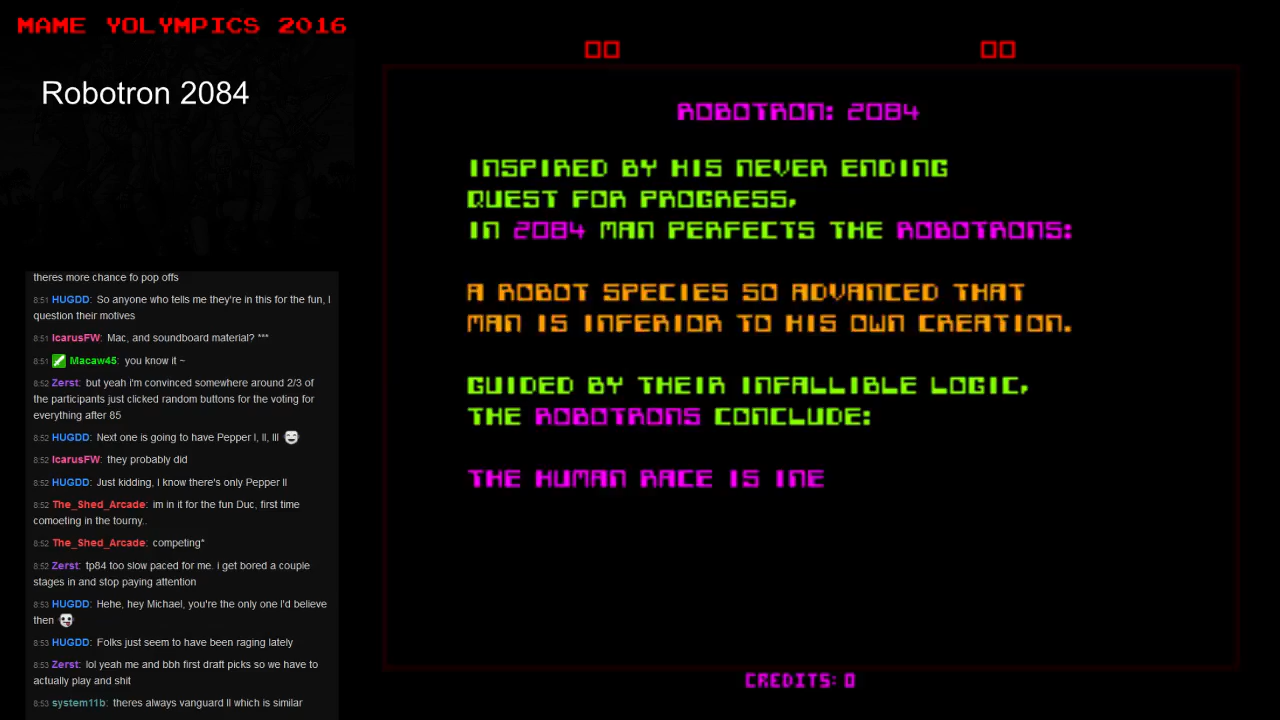 MAME YOLYMPICS 2016
Robotron 2084
theres more chance fo pop offs
8:51 HUGDD: So anyone who tells me they're in this for the fun, I
question their motives
8:51 IcarusFW: Mac, and soundboard material? ***
8:51 Macaw45: you know it ~
8:52 Zerst: but yeah i'm convinced somewhere around 2/3 of
the participants just clicked random buttons for the voting for
everything after 85
8:52 HUGDD: Next one is going to have Pepper I, II, III
8:52 IcarusFW: they probably did
8:52 HUGDD: Just kidding, I know there's only Pepper II
8:52 The_Shed_Arcade: im in it for the fun Duc, first time
comoeting in the tourny..
8:52 The_Shed_Arcade: competing*
8:52 Zerst: tp84 too slow paced for me. i get bored a couple
stages in and stop paying attention
8:53 HUGDD: Hehe, hey Michael, you're the only one I'd believe
then
8:53 HUGDD: Folks just seem to have been raging lately
8:53 Zerst: lol yeah me and bbh first draft picks so we have to
actually play and shit
8:53 system11b: theres always vanguard II which is similar
00 00
ROBOTRON: 2084
INSPIRED BY HIS NEVER ENDING
QUEST FOR PROGRESS,
IN 2084 MAN PERFECTS THE ROBOTRONS:
A ROBOT SPECIES SO ADVANCED THAT
MAN IS INFERIOR TO HIS OWN CREATION.
GUIDED BY THEIR INFALLIBLE LOGIC,
THE ROBOTRONS CONCLUDE:
THE HUMAN RACE IS INE
CREDITS: 0